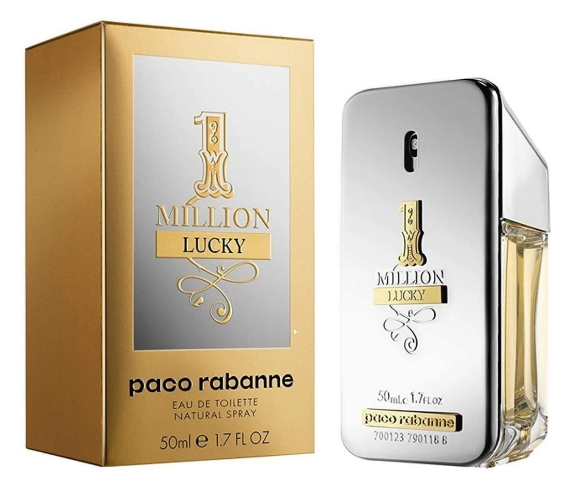 1
MILLION
LUCKY
paco rabanne
EAU DE TOILETTE
NATURAL SPRAY
50ml e 1.7 FL OZ
1
MILLION
LUCKY
50ml.e 1.7FL OZ
paco rabanne
700123 790118 8